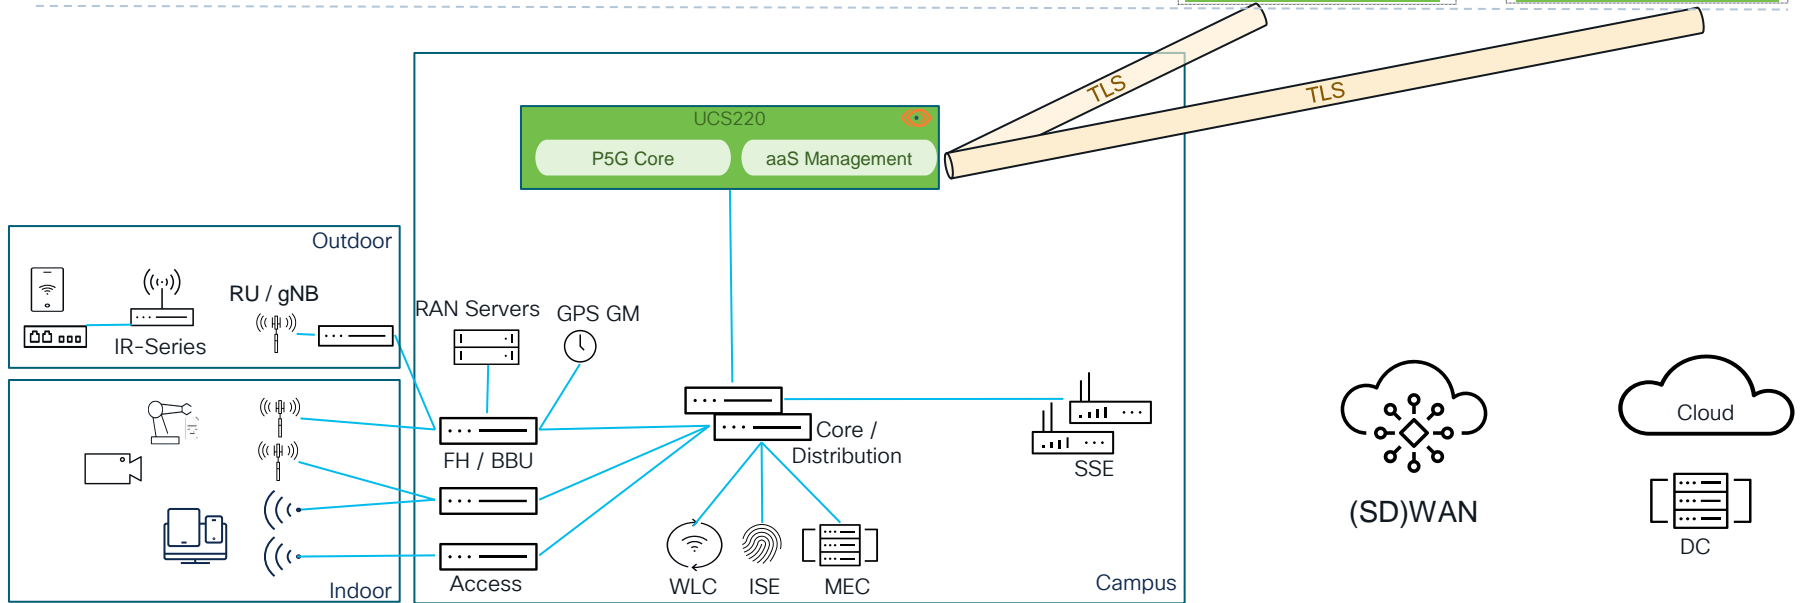 TLS
TLS
UCS220
P5G Core
aaS Management
Outdoor
RU / gNB
IR-Series
RAN Servers
GPS GM
FH / BBU
Core /
Distribution
SSE
Cloud
(SD)WAN
DC
Access
WLC
ISE
MEC
Indoor
Campus